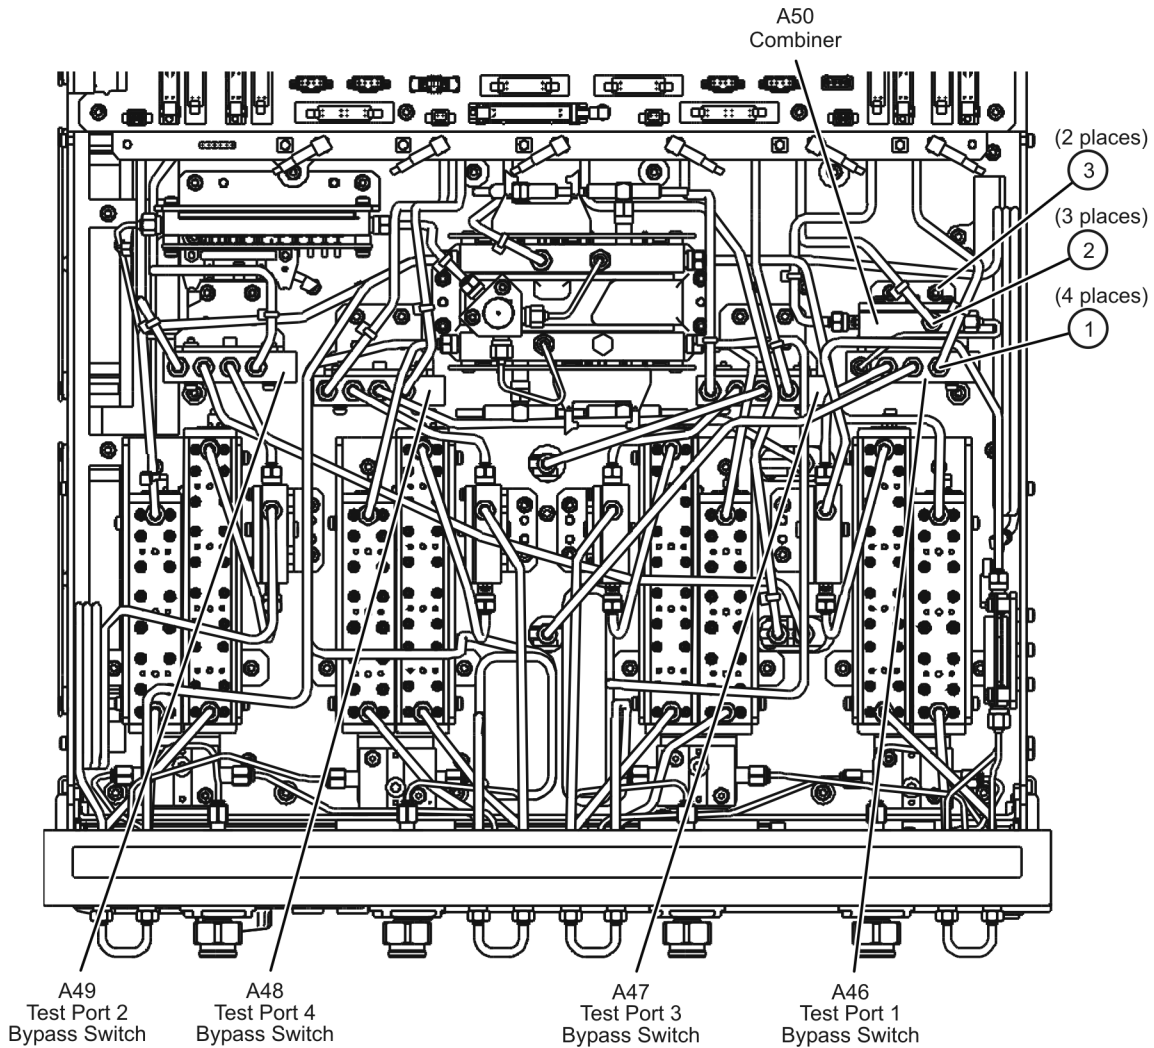 A50
Combiner
(2 places)
3
(3 places)
2
(4 places)
1
A49
Test Port 2
Bypass Switch
A48
Test Port 4
Bypass Switch
A47
Test Port 3
Bypass Switch
A46
Test Port 1
Bypass Switch